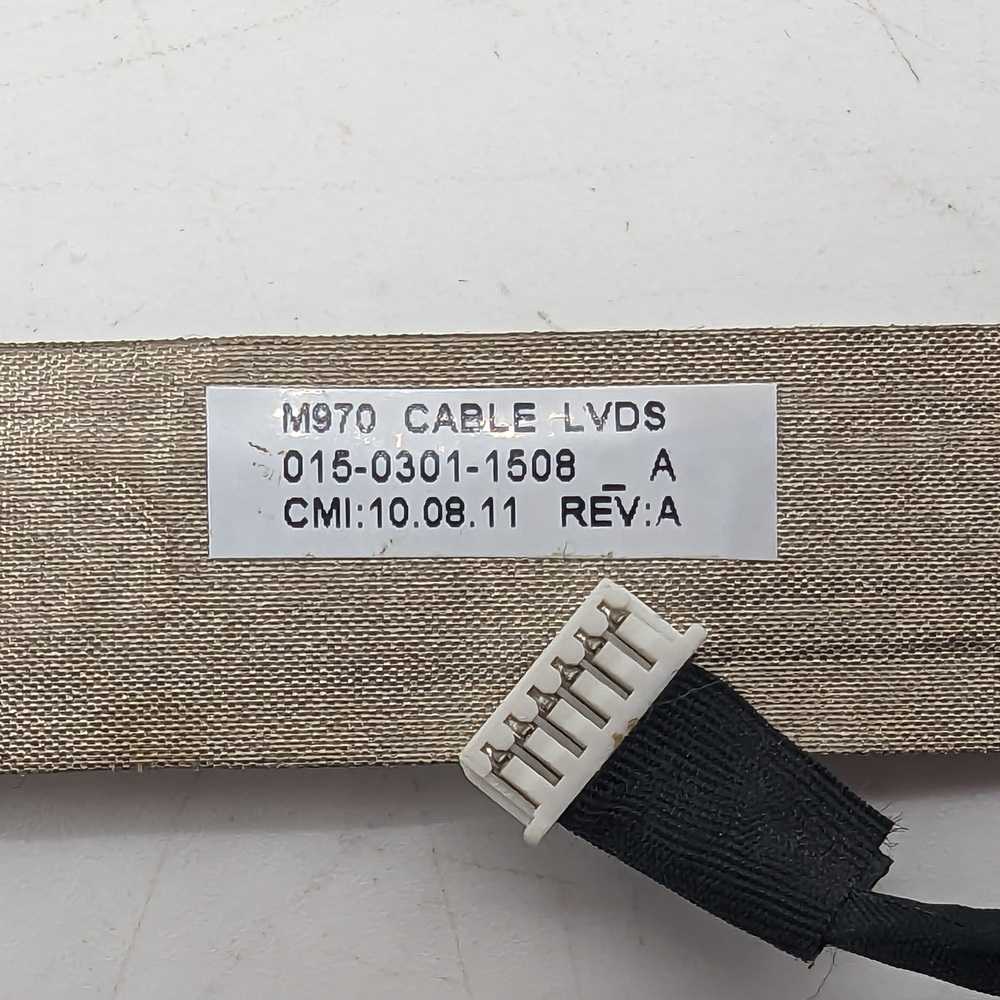 M970 CABLE LVDS
015-0301-1508 _ A
CMI:10.08.11 REV:A